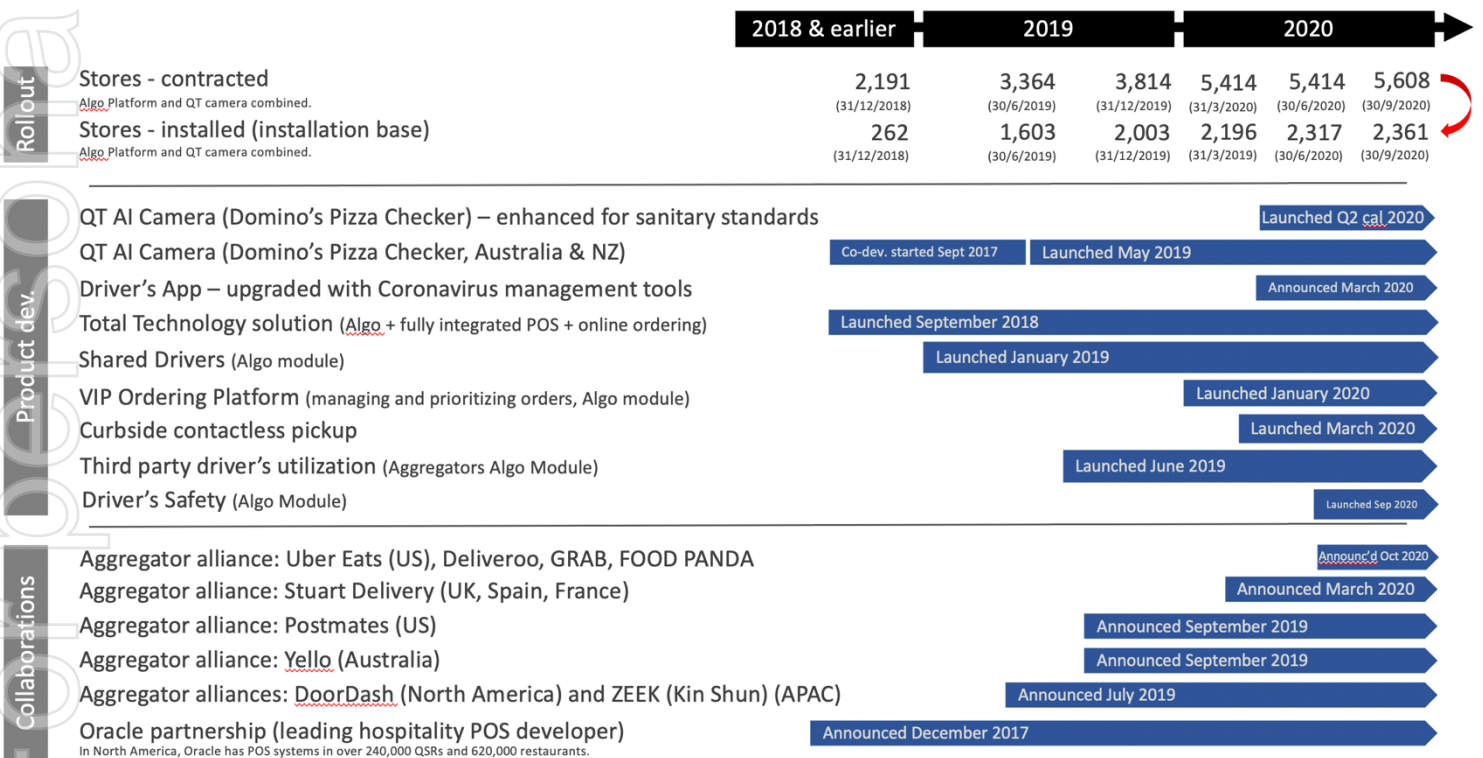 2018 & earlier 2019 2020
Rollout
Stores - contracted 2,191 3,364 3,814 5,414 5,414 5,608
Algo Platform and QT camera combined. (31/12/2018) (30/6/2019) (31/12/2019) (31/3/2020) (30/6/2020) (30/9/2020)
Stores - installed (installation base) 262 1,603 2,003 2,196 2,317 2,361
Algo Platform and QT camera combined. (31/12/2018) (30/6/2019) (31/12/2019) (31/3/2019) (30/6/2020) (30/9/2020)
Product dev.
QT AI Camera (Domino's Pizza Checker) – enhanced for sanitary standards Launched Q2 cal 2020
QT AI Camera (Domino's Pizza Checker, Australia & NZ) Co-dev. started Sept 2017 Launched May 2019
Driver's App – upgraded with Coronavirus management tools Announced March 2020
Total Technology solution (Algo + fully integrated POS + online ordering) Launched September 2018
Shared Drivers (Algo module) Launched January 2019
VIP Ordering Platform (managing and prioritizing orders, Algo module) Launched January 2020
Curbside contactless pickup Launched March 2020
Third party driver's utilization (Aggregators Algo Module) Launched June 2019
Driver's Safety (Algo Module) Launched Sep 2020
Collaborations
Aggregator alliance: Uber Eats (US), Deliveroo, GRAB, FOOD PANDA Announc'd Oct 2020
Aggregator alliance: Stuart Delivery (UK, Spain, France) Announced March 2020
Aggregator alliance: Postmates (US) Announced September 2019
Aggregator alliance: Yello (Australia) Announced September 2019
Aggregator alliances: DoorDash (North America) and ZEEK (Kin Shun) (APAC) Announced July 2019
Oracle partnership (leading hospitality POS developer) Announced December 2017
In North America, Oracle has POS systems in over 240,000 QSRs and 620,000 restaurants.
or persona